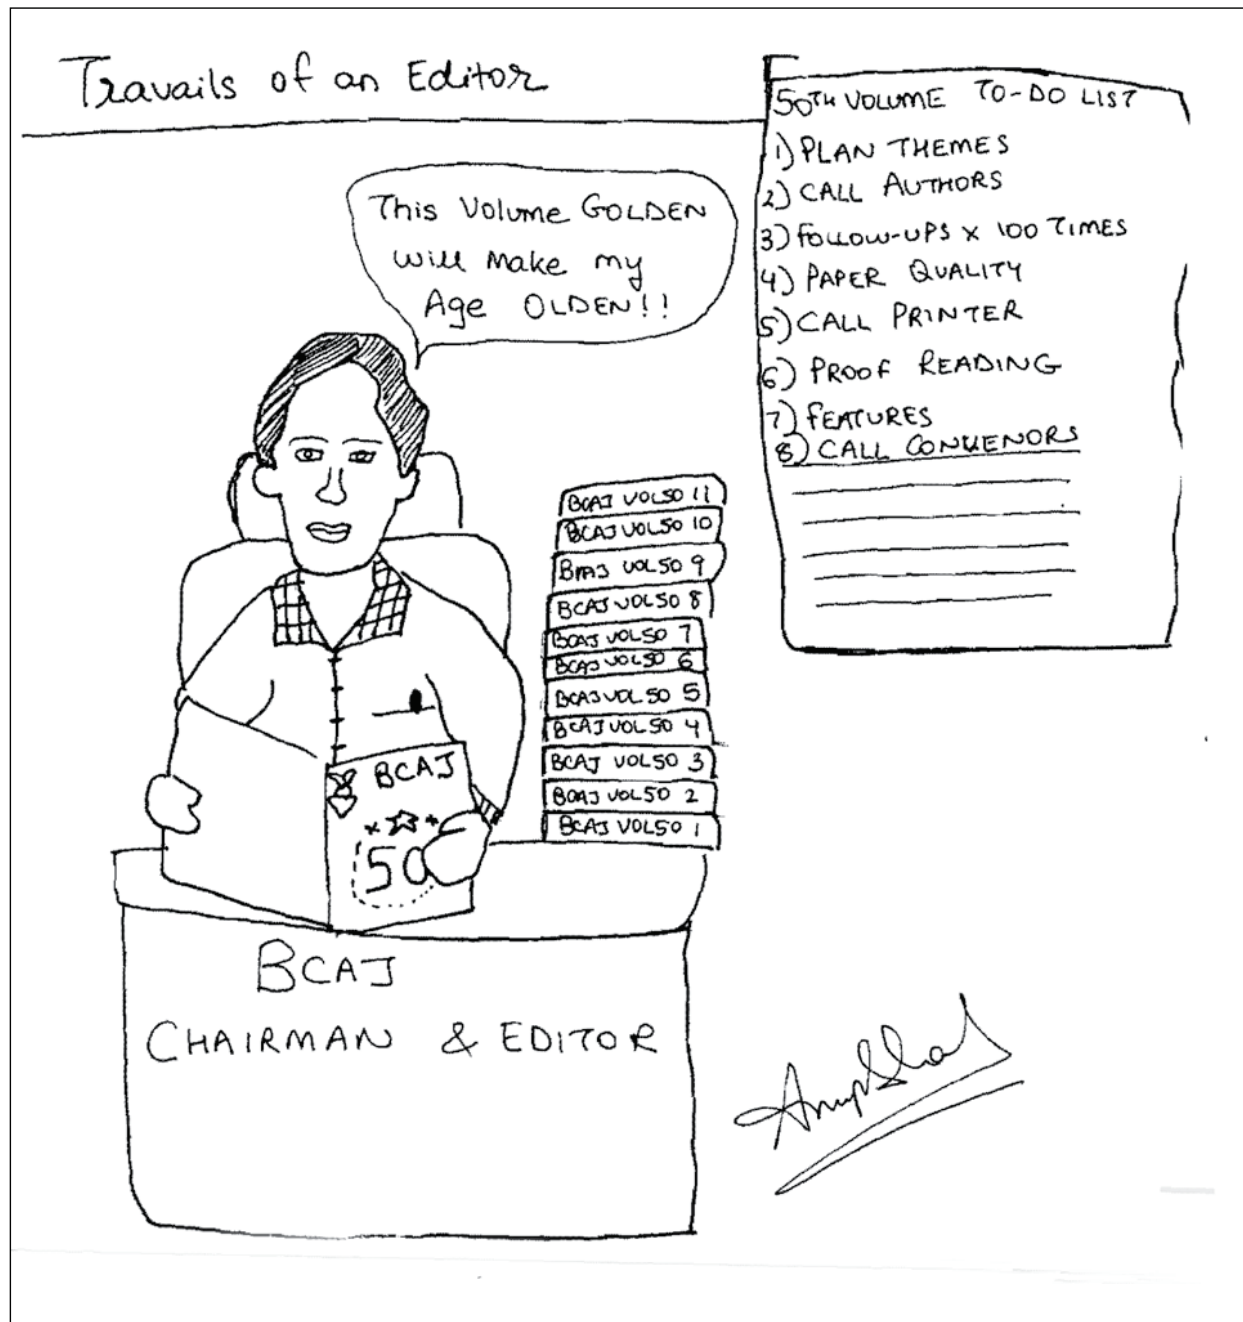 Travails of an Editor
50TH VOLUME TO-DO LIST
1) PLAN THEMES
2) CALL AUTHORS
3) FOLLOW-UPS x 100 TIMES
4) PAPER QUALITY
5) CALL PRINTER
6) PROOF READING
7) FEATURES
8) CALL CONVENORS
This Volume GOLDEN
will make my
Age OLDEN!!
BCAJ VOL50 11
BCAJ VOL50 10
BCAJ VOL50 9
BCAJ VOL50 8
BCAJ VOL50 7
BCAJ VOL50 6
BCAJ VOL50 5
BCAJ VOL50 4
BCAJ VOL50 3
BCAJ VOL50 2
BCAJ VOL50 1
BCAJ
50
BCAJ
CHAIRMAN & EDITOR